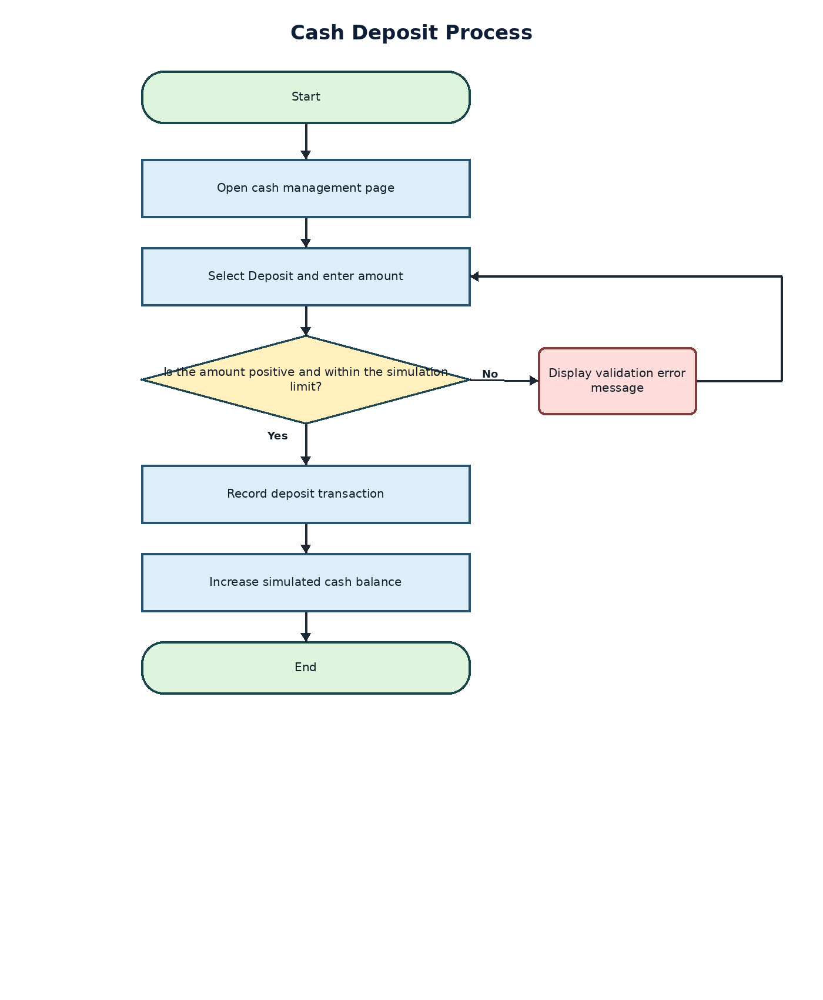 Cash Deposit Process
Start
Open cash management page
Select Deposit and enter amount
Is the amount positive and within the simulation
limit?
No
Display validation error
message
Yes
Record deposit transaction
Increase simulated cash balance
End